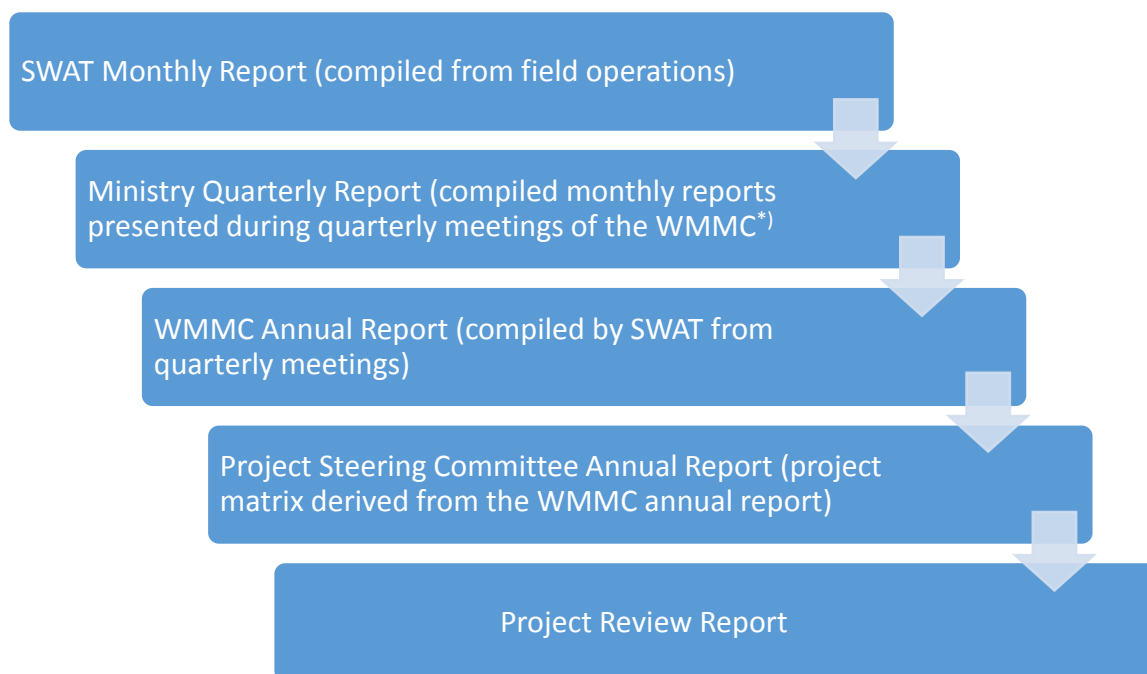 SWAT Monthly Report (compiled from field operations)
Ministry Quarterly Report (compiled monthly reports
presented during quarterly meetings of the WMMC*)
WMMC Annual Report (compiled by SWAT from
quarterly meetings)
Project Steering Committee Annual Report (project
matrix derived from the WMMC annual report)
Project Review Report